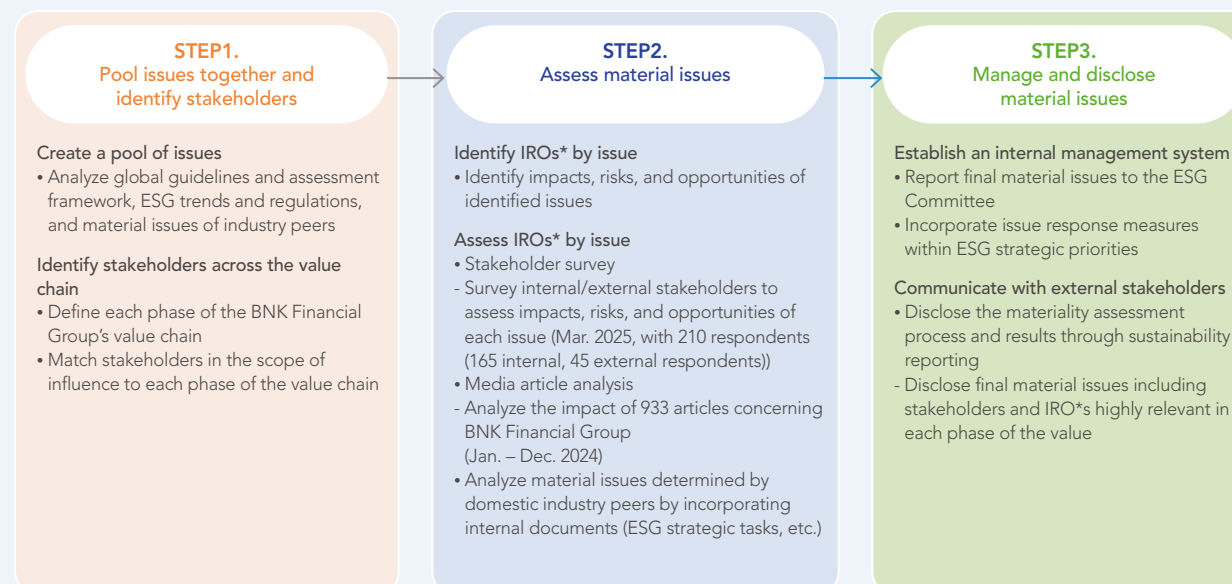 STEP1.
Pool issues together and
identify stakeholders
Create a pool of issues
• Analyze global guidelines and assessment
framework, ESG trends and regulations,
and material issues of industry peers
Identify stakeholders across the value
chain
• Define each phase of the BNK Financial
Group's value chain
• Match stakeholders in the scope of
influence to each phase of the value chain
STEP2.
Assess material issues
Identify IROs* by issue
• Identify impacts, risks, and opportunities of
identified issues
Assess IROs* by issue
• Stakeholder survey
- Survey internal/external stakeholders to
assess impacts, risks, and opportunities of
each issue (Mar. 2025, with 210 respondents
(165 internal, 45 external respondents))
• Media article analysis
- Analyze the impact of 933 articles concerning
BNK Financial Group
(Jan. – Dec. 2024)
• Analyze material issues determined by
domestic industry peers by incorporating
internal documents (ESG strategic tasks, etc.)
STEP3.
Manage and disclose
material issues
Establish an internal management system
• Report final material issues to the ESG
Committee
• Incorporate issue response measures
within ESG strategic priorities
Communicate with external stakeholders
• Disclose the materiality assessment
process and results through sustainability
reporting
- Disclose final material issues including
stakeholders and IRO*s highly relevant in
each phase of the value